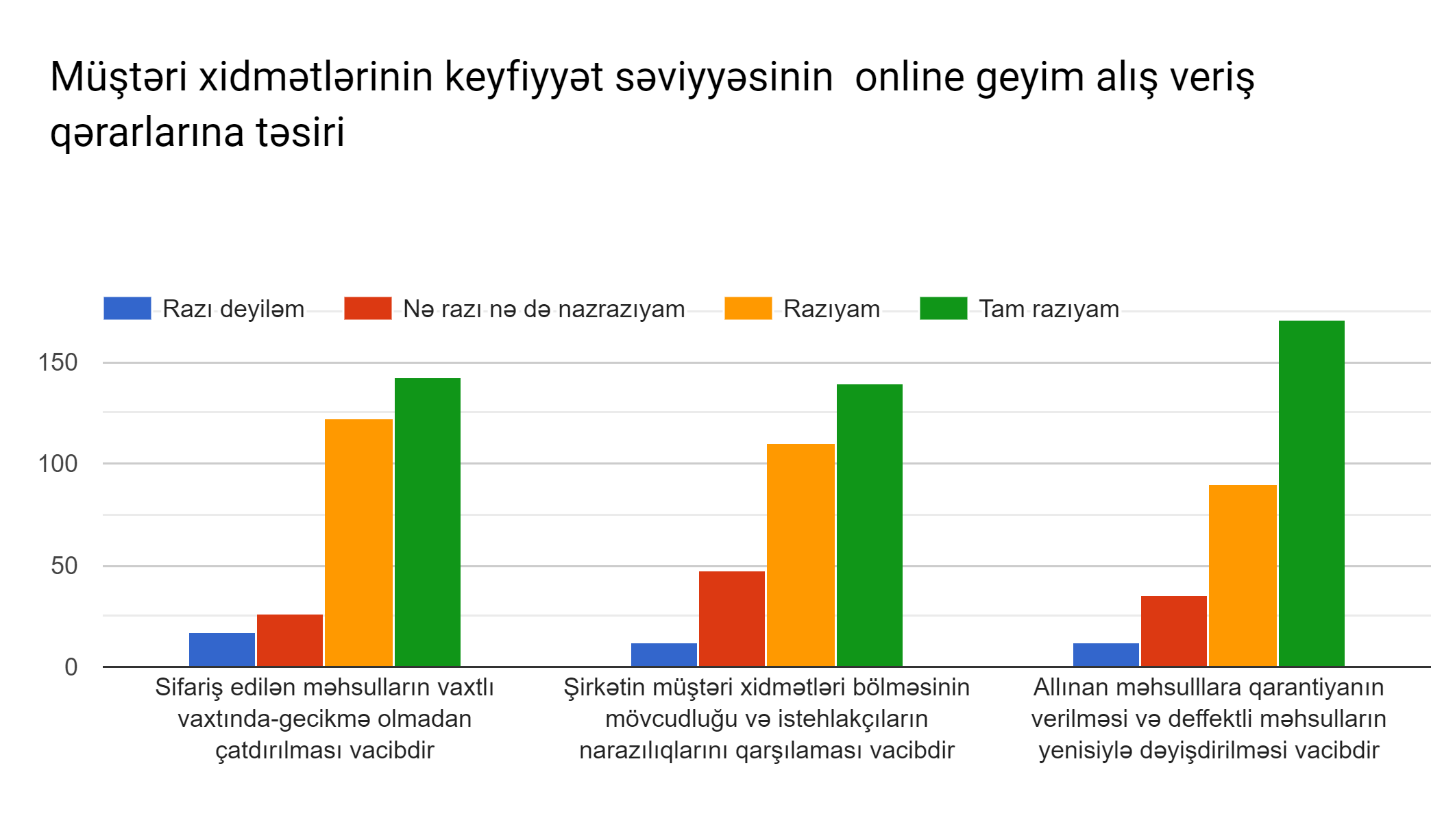 Müştəri xidmətlərinin keyfiyyət səviyyəsinin  online geyim alış veriş
qərarlarına təsiri
Razı deyiləm
Nə razı nə də nazrazıyam
Razıyam
Tam razıyam
150
100
50
0
Sifariş edilən məhsulların vaxtlı
vaxtında-gecikmə olmadan
çatdırılması vacibdir
Şirkətin müştəri xidmətləri bölməsinin
mövcudluğu və istehlakçıların
narazılıqlarını qarşılaması vacibdir
Allınan məhsulllara qarantiyanın
verilməsi və deffektli məhsulların
yenisiylə dəyişdirilməsi vacibdir